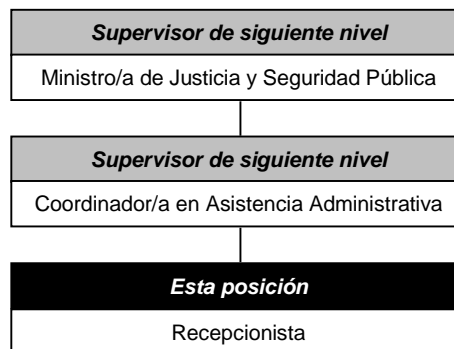 Supervisor de siguiente nivel
Ministro/a de Justicia y Seguridad Pública
Supervisor de siguiente nivel
Coordinador/a en Asistencia Administrativa
Esta posición
Recepcionista